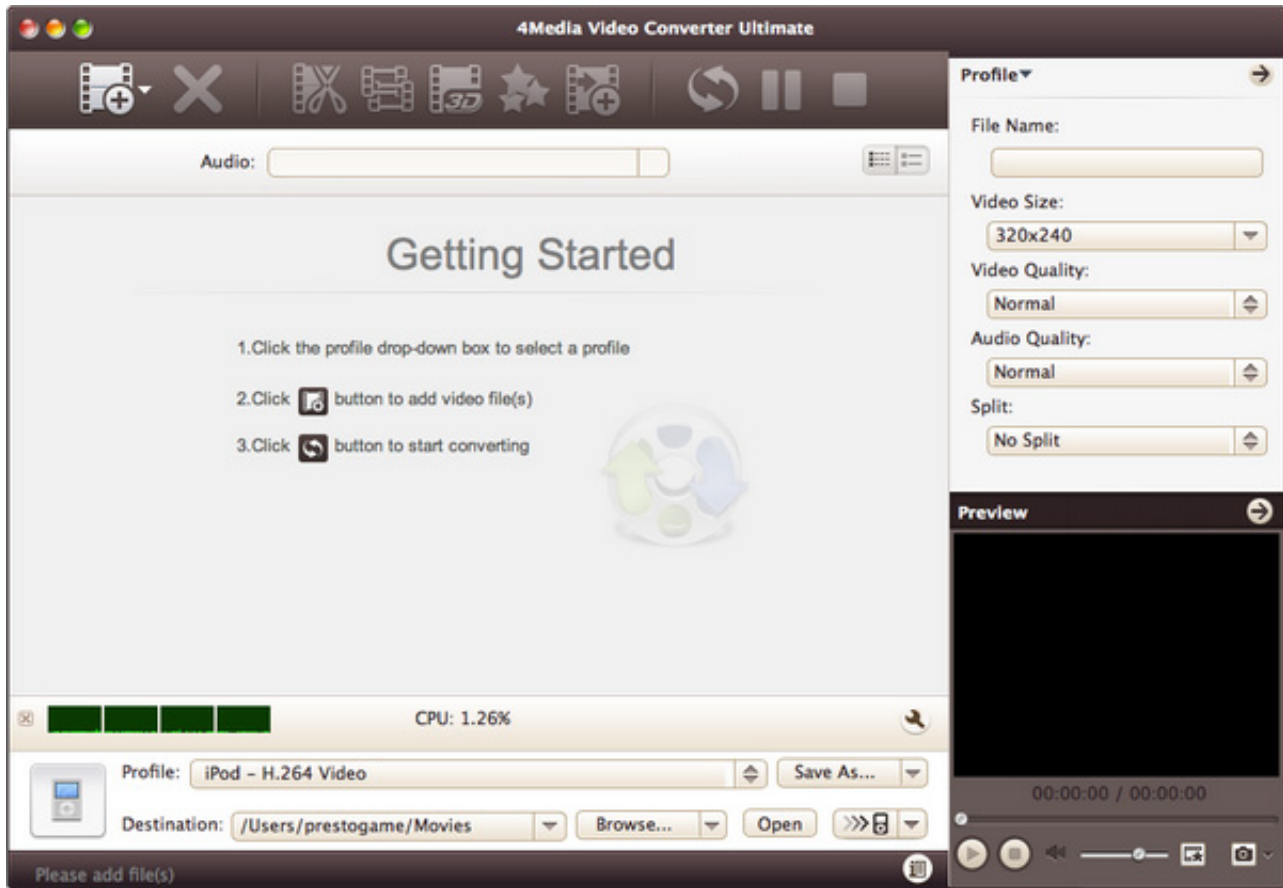 4Media Video Converter Ultimate
3D
Audio:
Getting Started
1.Click the profile drop-down box to select a profile
2.Click button to add video file(s)
3.Click button to start converting
CPU: 1.26%
Profile: iPod – H.264 Video Save As...
Destination: /Users/prestogame/Movies Browse... Open
Please add file(s)
Profile
File Name:
Video Size:
320x240
Video Quality:
Normal
Audio Quality:
Normal
Split:
No Split
Preview
00:00:00 / 00:00:00